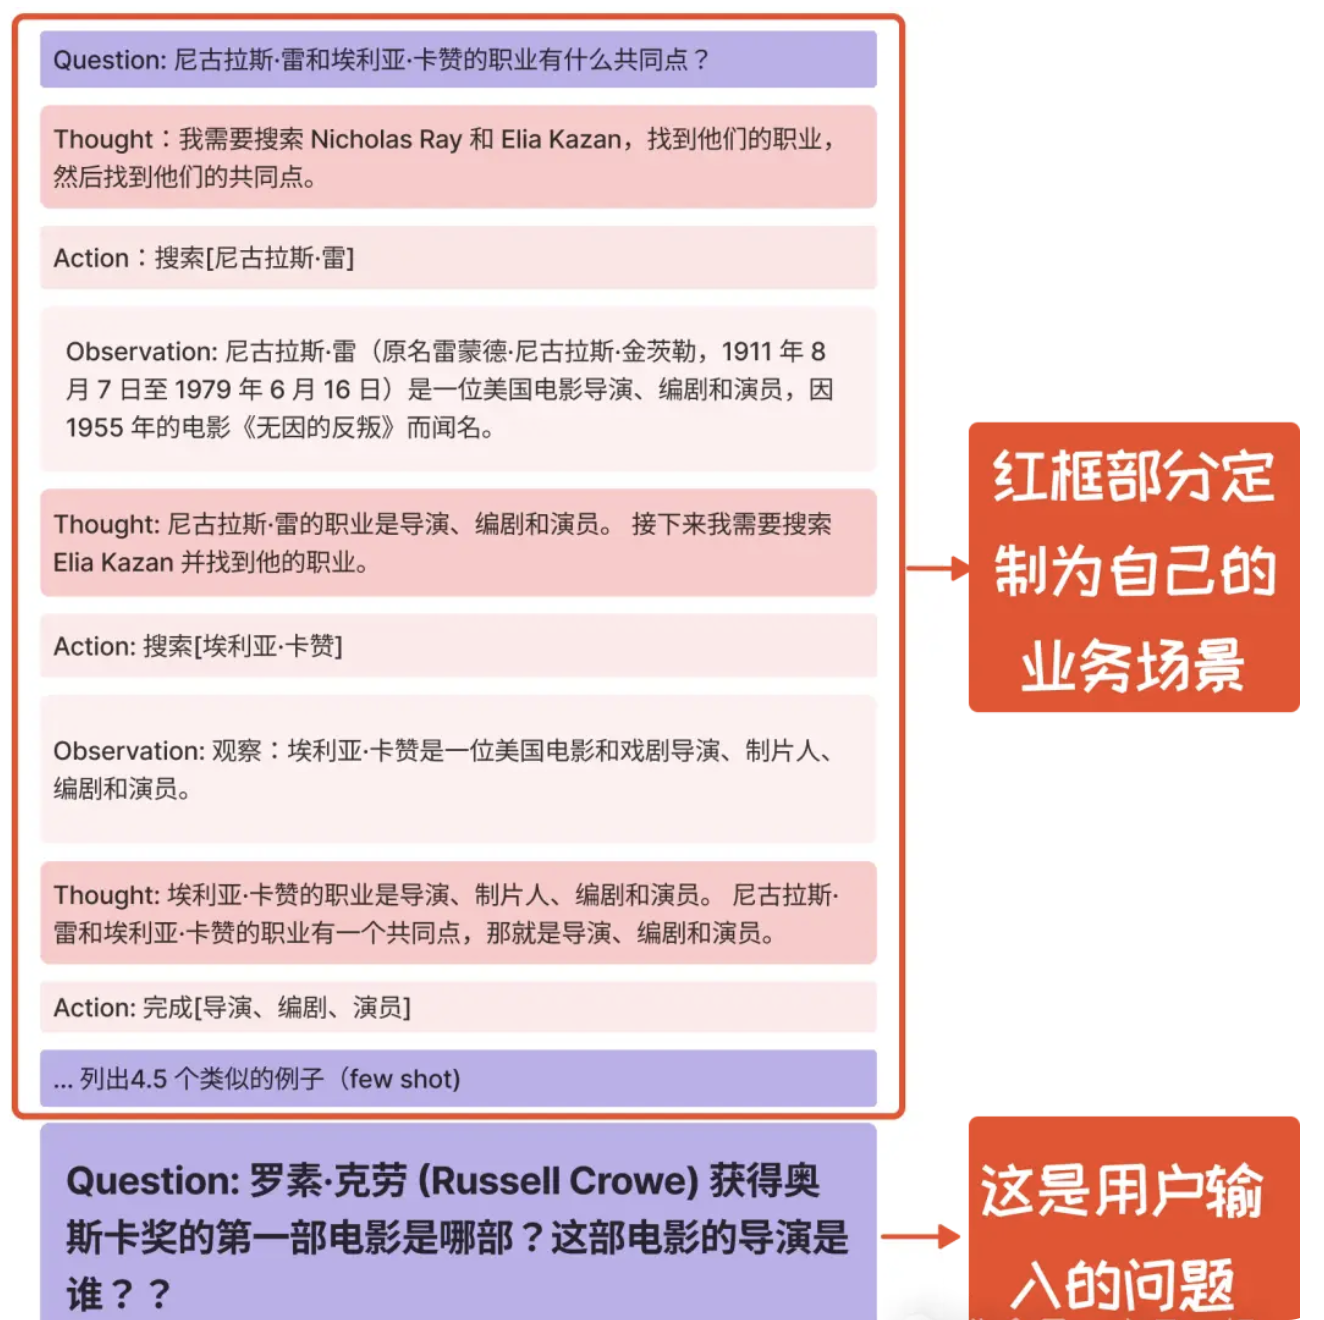 Question: 尼古拉斯·雷和埃利亚·卡赞的职业有什么共同点？
Thought：我需要搜索 Nicholas Ray 和 Elia Kazan，找到他们的职业，
然后找到他们的共同点。
Action：搜索[尼古拉斯·雷]
Observation: 尼古拉斯·雷（原名雷蒙德·尼古拉斯·金茨勒，1911 年 8
月 7 日至 1979 年 6 月 16 日）是一位美国电影导演、编剧和演员，因
1955 年的电影《无因的反叛》而闻名。
Thought: 尼古拉斯·雷的职业是导演、编剧和演员。 接下来我需要搜索
Elia Kazan 并找到他的职业。
Action: 搜索[埃利亚·卡赞]
Observation: 观察：埃利亚·卡赞是一位美国电影和戏剧导演、制片人、
编剧和演员。
Thought: 埃利亚·卡赞的职业是导演、制片人、编剧和演员。 尼古拉斯·
雷和埃利亚·卡赞的职业有一个共同点，那就是导演、编剧和演员。
Action: 完成[导演、编剧、演员]
... 列出4.5 个类似的例子（few shot)
红框部分定
制为自己的
业务场景
Question: 罗素·克劳 (Russell Crowe) 获得奥
斯卡奖的第一部电影是哪部？这部电影的导演是
谁？？
这是用户输
入的问题